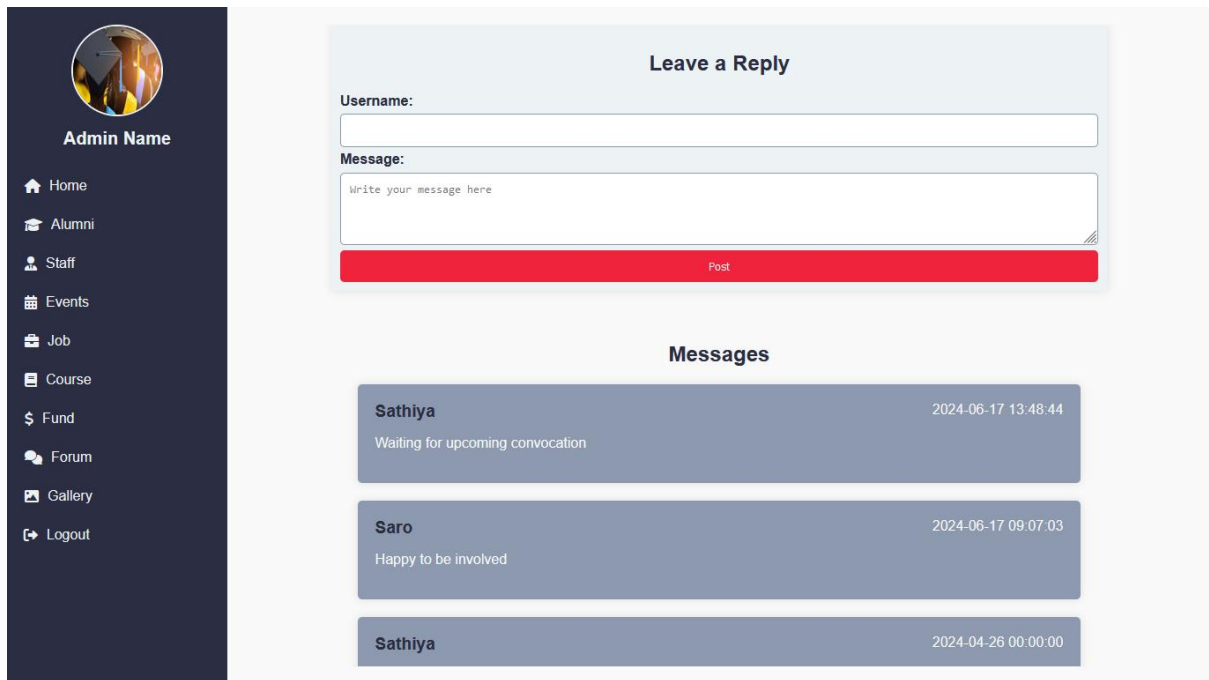 Admin Name
Home
Alumni
Staff
Events
Job
Course
$ Fund
Forum
Gallery
Logout
Leave a Reply
Username:
Message:
Write your message here
Post
Messages
Sathiya 2024-06-17 13:48:44
Waiting for upcoming convocation
Saro 2024-06-17 09:07:03
Happy to be involved
Sathiya 2024-04-26 00:00:00